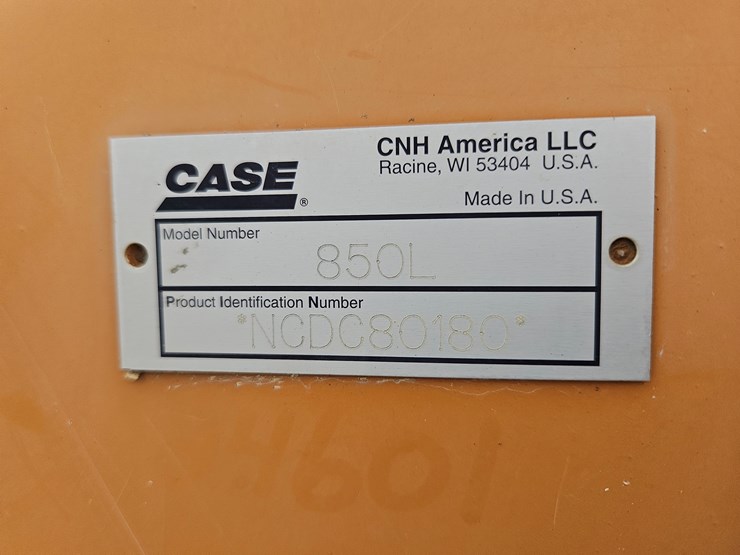 CNH America LLC
CASE®
Racine, WI 53404 U.S.A.
Made In U.S.A.
Model Number
850L
Product Identification Number
*NCDC80180*